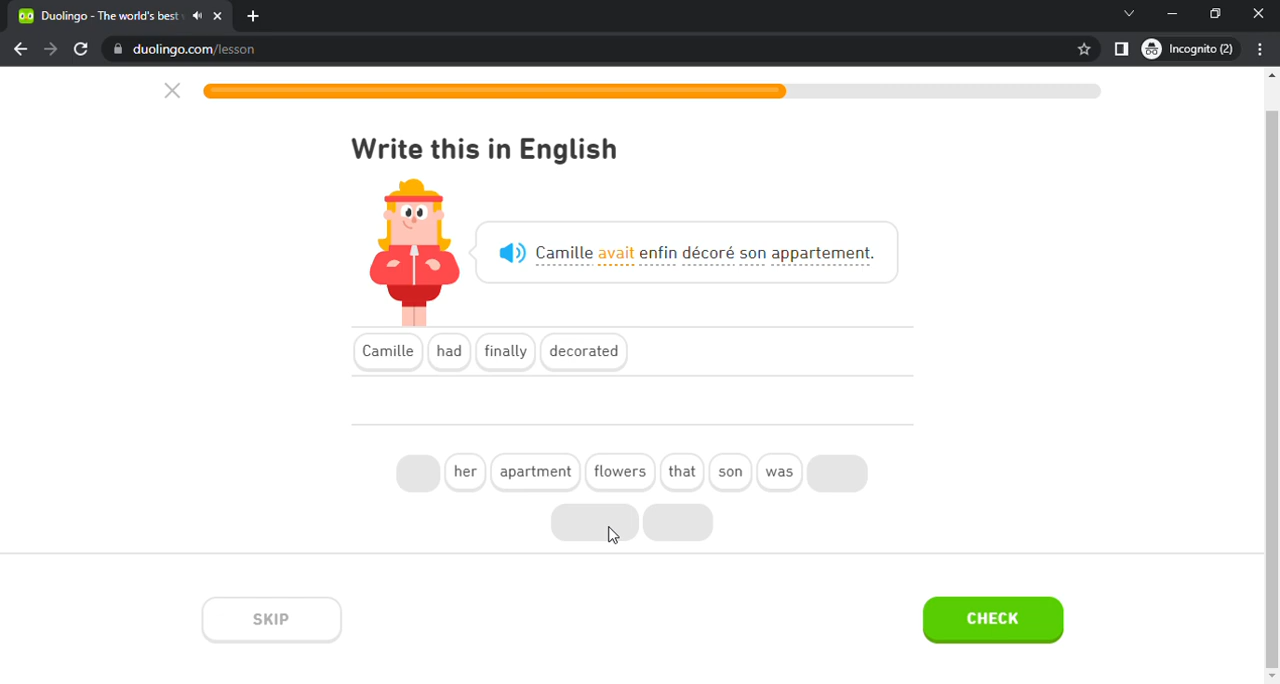 Duolingo - The world's best
duolingo.com/lesson
Incognito (2)
Write this in English
Camille avait enfin décoré son appartement.
Camille had finally decorated
her apartment flowers that son was
SKIP
CHECK